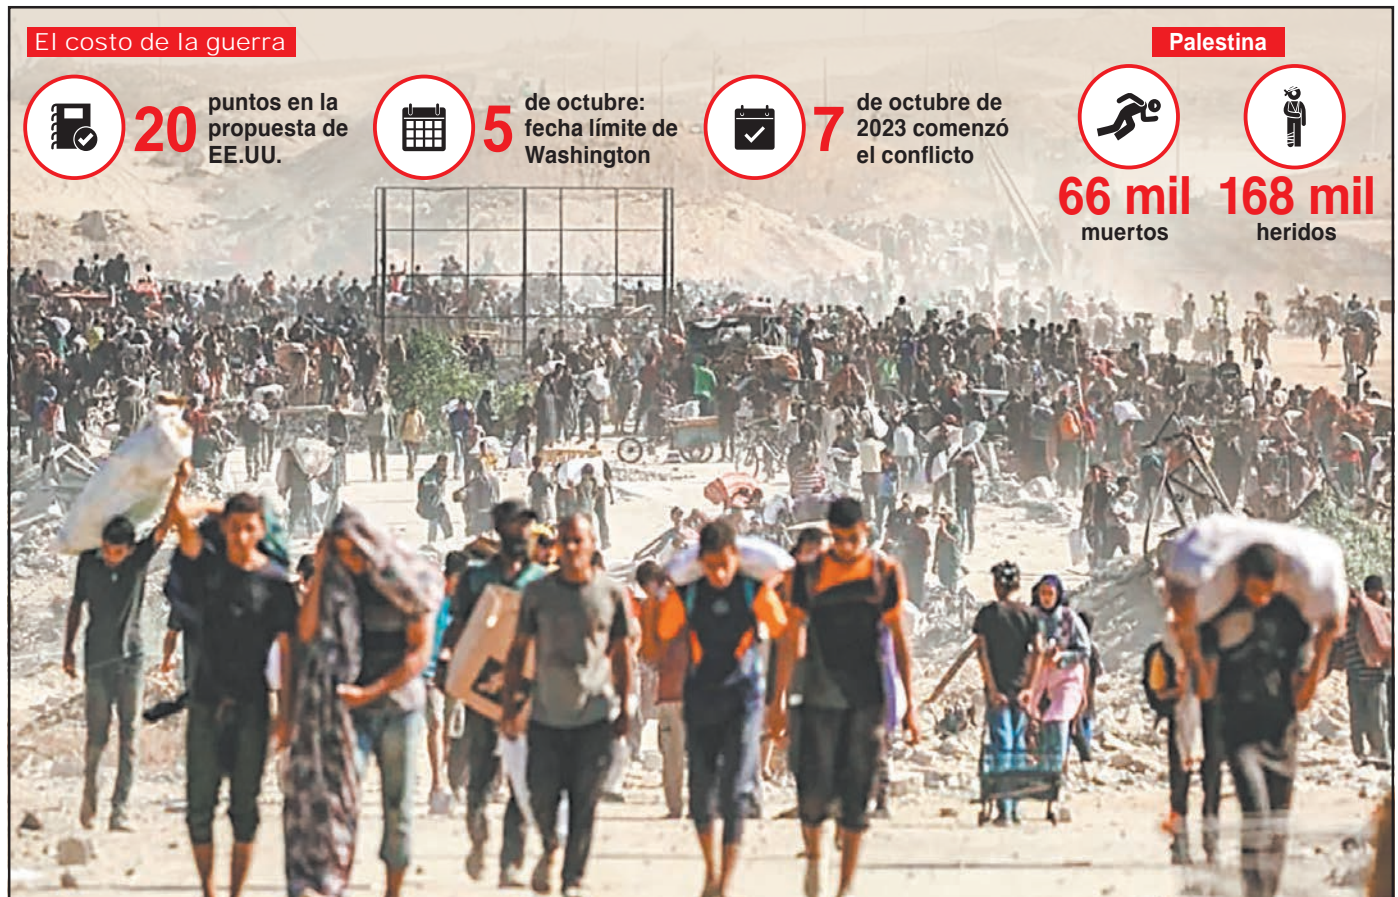 El costo de la guerra
20
puntos en la
propuesta de
EE.UU.
5
de octubre:
fecha límite de
Washington
7
de octubre de
2023 comenzó
el conflicto
Palestina
66 mil
muertos
168 mil
heridos